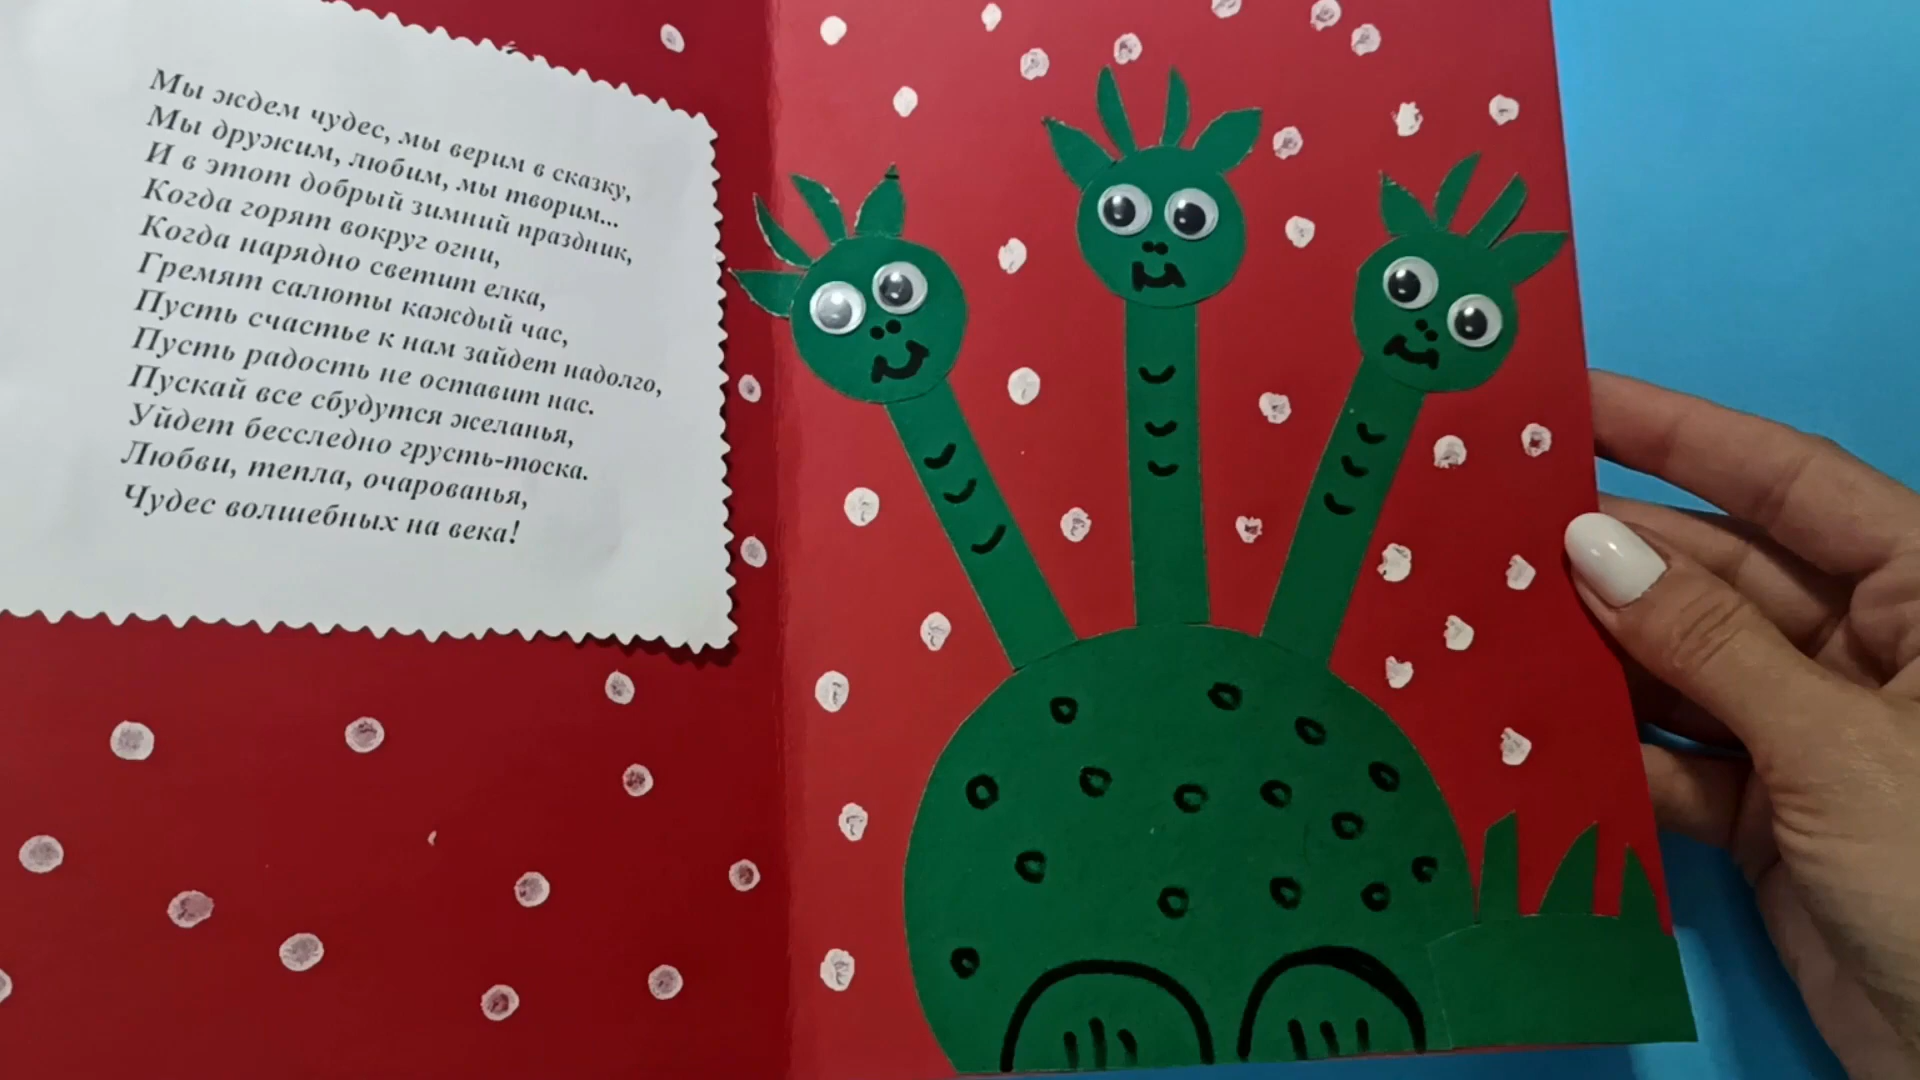 Мы ждем чудес, мы верим в сказку,
Мы дружим, любим, мы творим...
И в этот добрый зимний праздник,
Когда горят вокруг огни,
Когда нарядно светит елка,
Гремят салюты каждый час,
Пусть счастье к нам зайдет надолго,
Пусть радость не оставит нас.
Пускай все сбудутся желанья,
Уйдет бесследно грусть-тоска.
Любви, тепла, очарованья,
Чудес волшебных на века!